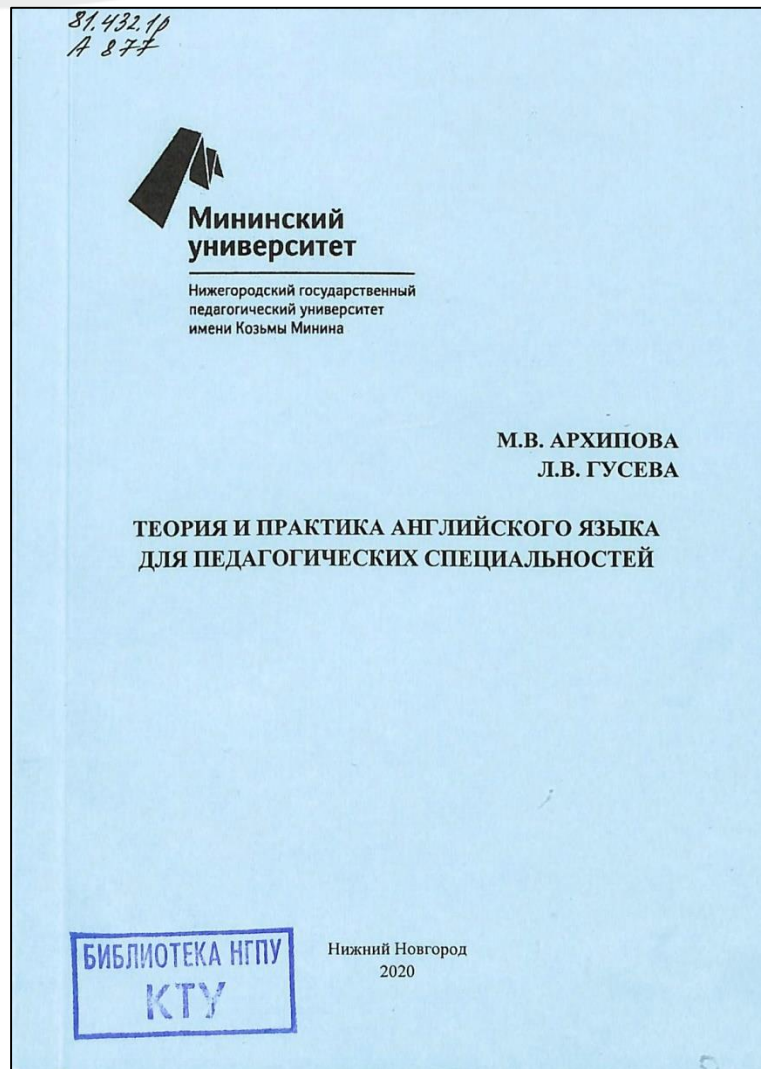 81.432.1р
А 877
Мининский
университет
Нижегородский государственный
педагогический университет
имени Козьмы Минина
М.В. АРХИПОВА
Л.В. ГУСЕВА
ТЕОРИЯ И ПРАКТИКА АНГЛИЙСКОГО ЯЗЫКА
ДЛЯ ПЕДАГОГИЧЕСКИХ СПЕЦИАЛЬНОСТЕЙ
БИБЛИОТЕКА НГПУ
КТУ
Нижний Новгород
2020